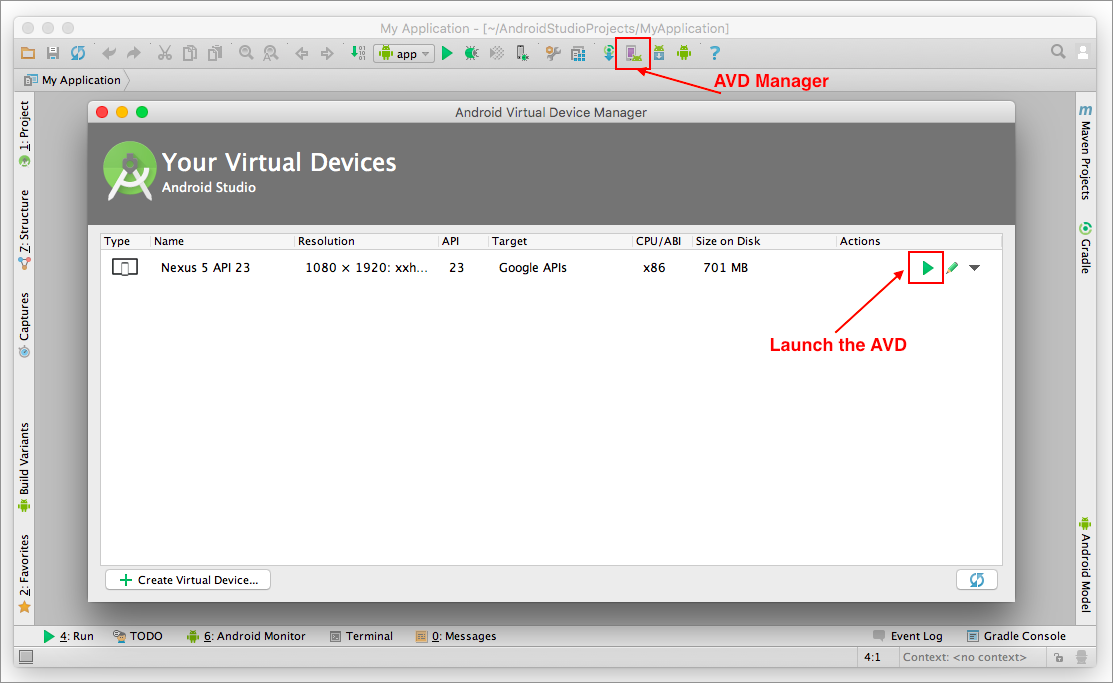 My Application - [~/AndroidStudioProjects/MyApplication]
app
?
AVD Manager
My Application
Android Virtual Device Manager
Your Virtual Devices
Android Studio
Type Name Resolution API Target CPU/ABI Size on Disk Actions
Nexus 5 API 23 1080 × 1920: xxh... 23 Google APIs x86 701 MB
Launch the AVD
Create Virtual Device...
1: Project
Z: Structure
Captures
Build Variants
2: Favorites
m
Maven Projects
Gradle
Android Model
4: Run TODO 6: Android Monitor Terminal 0: Messages Event Log Gradle Console
4:1 Context: <no context>